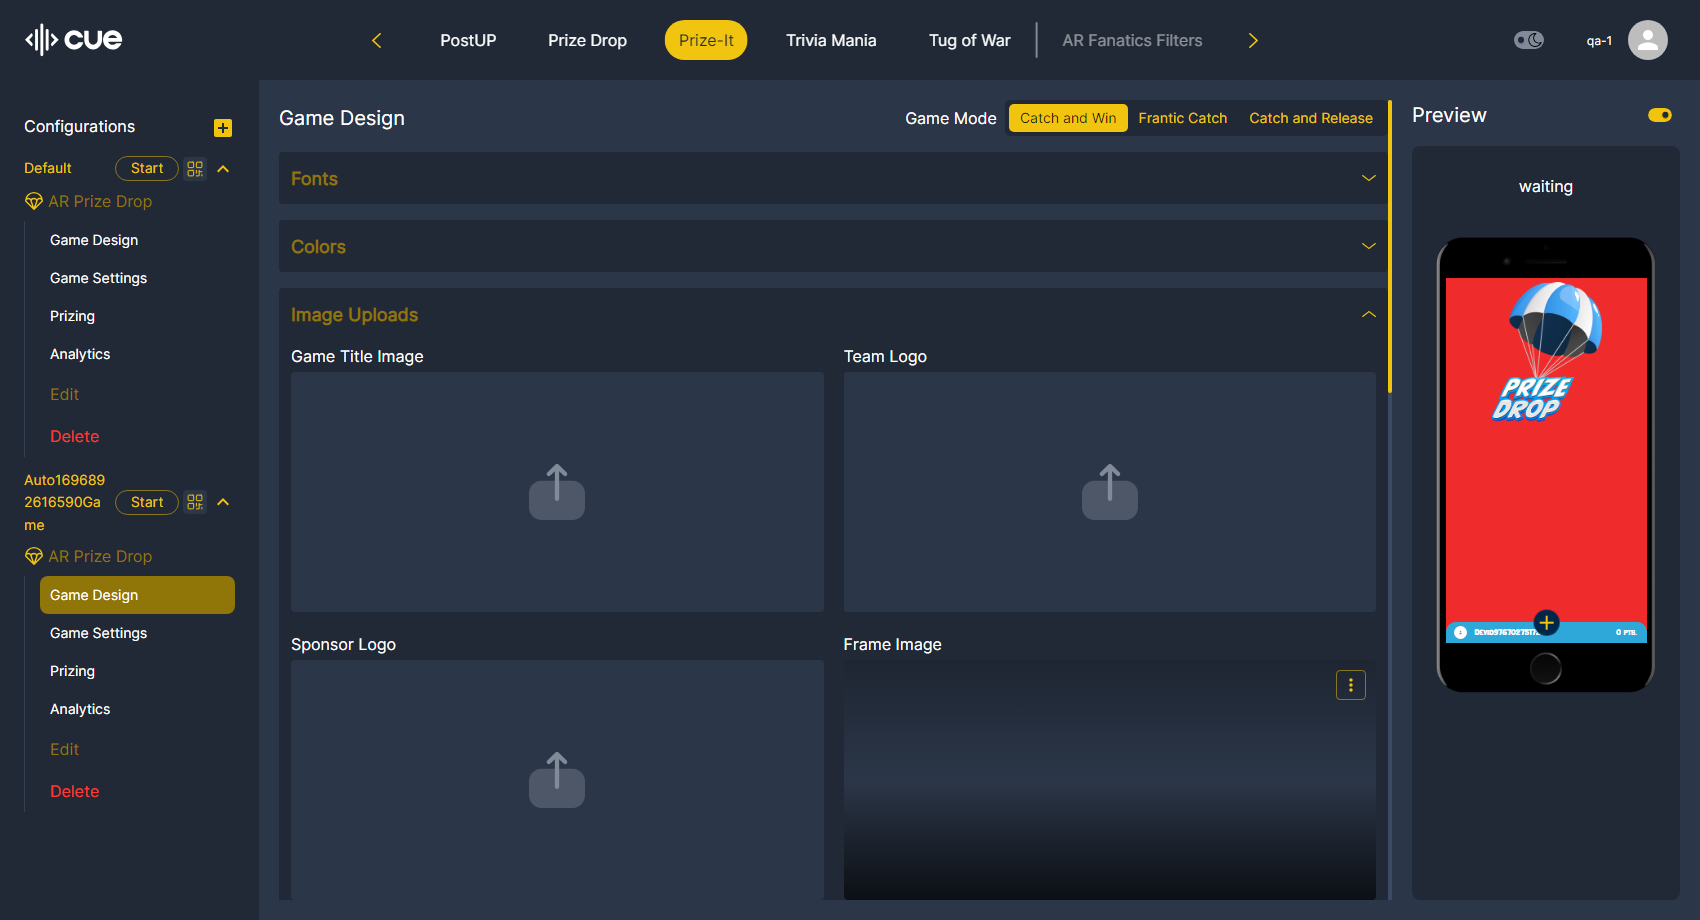 cue
PostUP
Prize Drop
Prize-It
Trivia Mania
Tug of War
AR Fanatics Filters
qa-1
Configurations
Default
Start
AR Prize Drop
Game Design
Game Settings
Prizing
Analytics
Edit
Delete
Auto169689
2616590Ga
me
Start
AR Prize Drop
Game Design
Game Settings
Prizing
Analytics
Edit
Delete
Game Design
Game Mode
Catch and Win
Frantic Catch
Catch and Release
Fonts
Colors
Image Uploads
Game Title Image
Team Logo
Sponsor Logo
Frame Image
Preview
waiting
PRIZE
DROP
0 PTS.